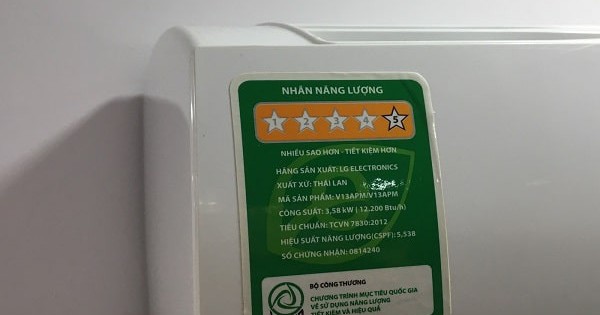 NHÃN NĂNG LƯỢNG
1 2 3 4 5
NHIỀU SAO HƠN - TIẾT KIỆM HƠN
HÃNG SẢN XUẤT: LG ELECTRONICS
XUẤT XỨ: THÁI LAN
MÃ SẢN PHẨM: V13APM/V13APM
CÔNG SUẤT: 3,58 kW ( 12,200 Btu/h)
TIÊU CHUẨN: TCVN 7830:2012
HIỆU SUẤT NĂNG LƯỢNG(CSPF): 5,538
SỐ CHỨNG NHẬN: 0814240
BỘ CÔNG THƯƠNG
CHƯƠNG TRÌNH MỤC TIÊU QUỐC GIA
VỀ SỬ DỤNG NĂNG LƯỢNG
TIẾT KIỆM VÀ HIỆU QUẢ